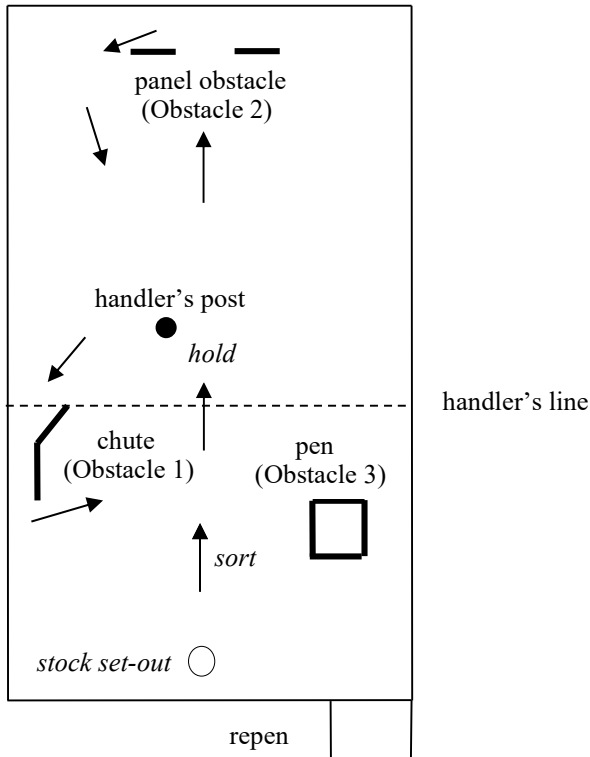 panel obstacle
(Obstacle 2)
handler’s post
hold
handler’s line
chute
(Obstacle 1)
pen
(Obstacle 3)
sort
stock set-out
repen